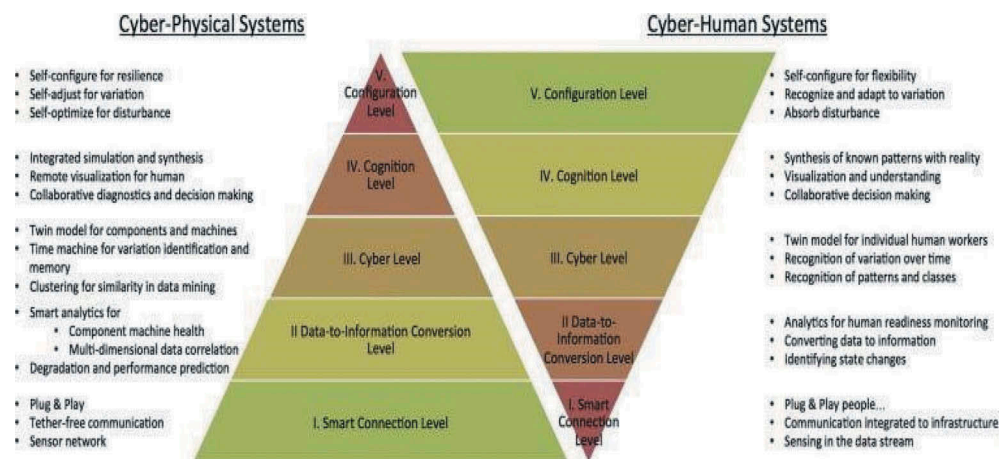 Cyber-Physical Systems
Cyber-Human Systems
• Self-configure for resilience
• Self-adjust for variation
• Self-optimize for disturbance
V.
Configuration
Level
V. Configuration Level
• Self-configure for flexibility
• Recognize and adapt to variation
• Absorb disturbance
• Integrated simulation and synthesis
• Remote visualization for human
• Collaborative diagnostics and decision making
IV. Cognition
Level
IV. Cognition Level
• Synthesis of known patterns with reality
• Visualization and understanding
• Collaborative decision making
• Twin model for components and machines
• Time machine for variation identification and
memory
• Clustering for similarity in data mining
III. Cyber Level
III. Cyber Level
• Twin model for individual human workers
• Recognition of variation over time
• Recognition of patterns and classes
• Smart analytics for
• Component machine health
• Multi-dimensional data correlation
• Degradation and performance prediction
II Data-to-Information Conversion
Level
II Data-to-
Information
Conversion Level
• Analytics for human readiness monitoring
• Converting data to information
• Identifying state changes
• Plug & Play
• Tether-free communication
• Sensor network
I. Smart Connection Level
I. Smart
Connection
Level
• Plug & Play people...
• Communication integrated to infrastructure
• Sensing in the data stream